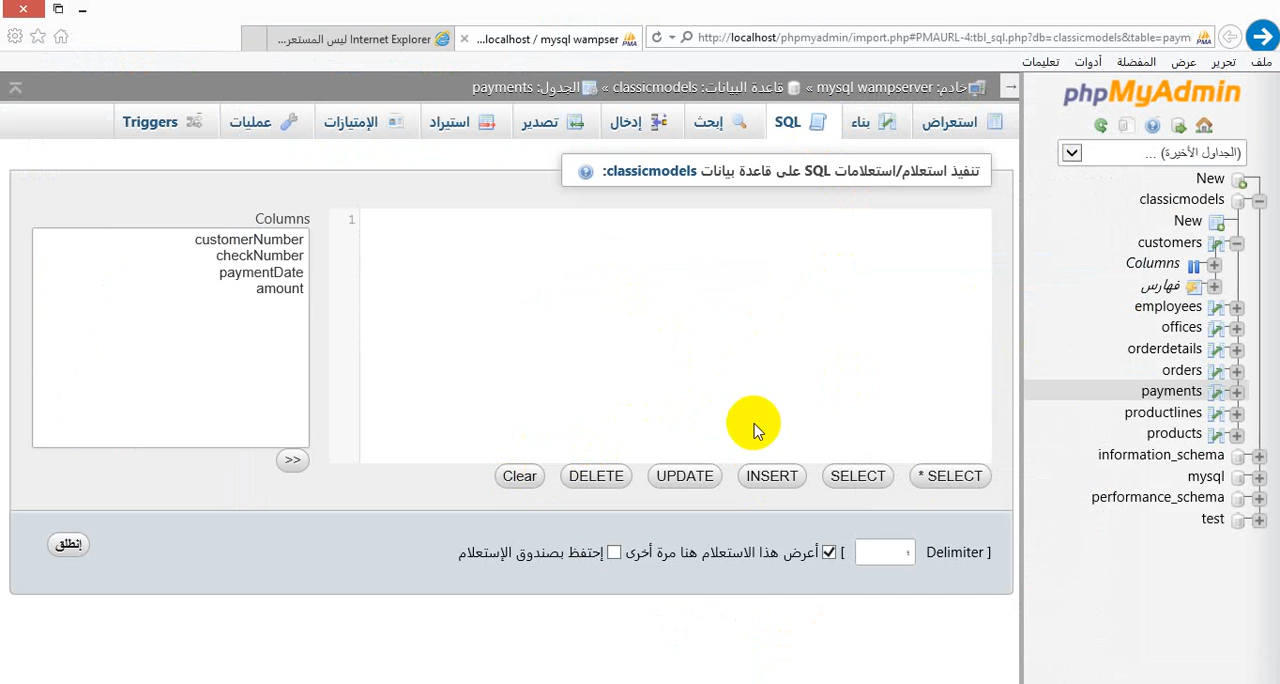 Internet Explorer ليس المستعر...
...localhost / mysql wampser
http://localhost/phpmyadmin/import.php#PMAURL-4:tbl_sql.php?db=classicmodels&table=paym
ملف تحرير عرض المفضلة أدوات تعليمات
خادم: mysql wampserver » قاعدة البيانات: classicmodels » الجدول: payments
استعراض بناء SQL إبحث إدخال تصدير استيراد الإمتيازات عمليات Triggers
تنفيذ استعلام/استعلامات SQL على قاعدة بيانات classicmodels:
Columns
customerNumber
checkNumber
paymentDate
amount
>>
1
* SELECT SELECT INSERT UPDATE DELETE Clear
[ Delimiter ] أعرض هذا الاستعلام هنا مرة أخرى إحتفظ بصندوق الإستعلام
إنطلق
phpMyAdmin
(الجداول الأخيرة) ...
New
classicmodels
New
customers
Columns
فهارس
employees
offices
orderdetails
orders
payments
productlines
products
information_schema
mysql
performance_schema
test